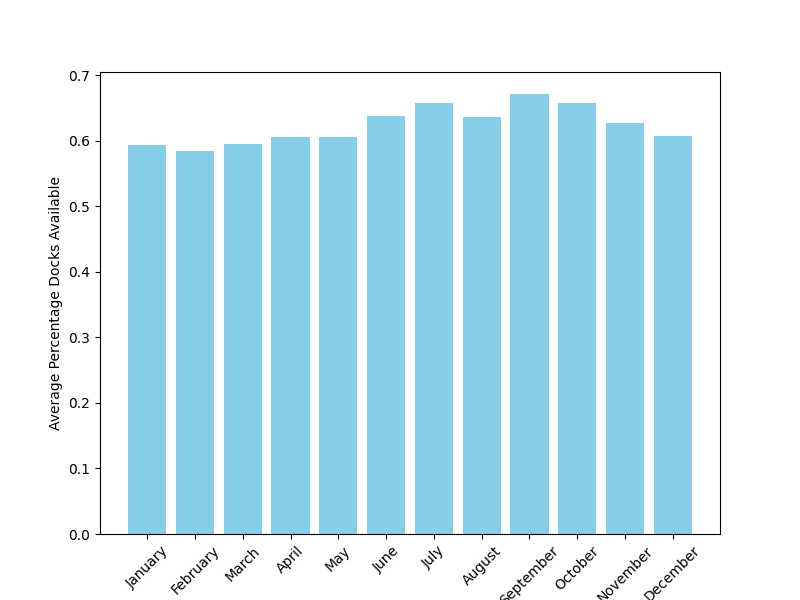 0.7
0.6
0.5
0.4
0.3
0.2
0.1
0.0
Average Percentage Docks Available
January
February
March
April
May
June
July
August
September
October
November
December